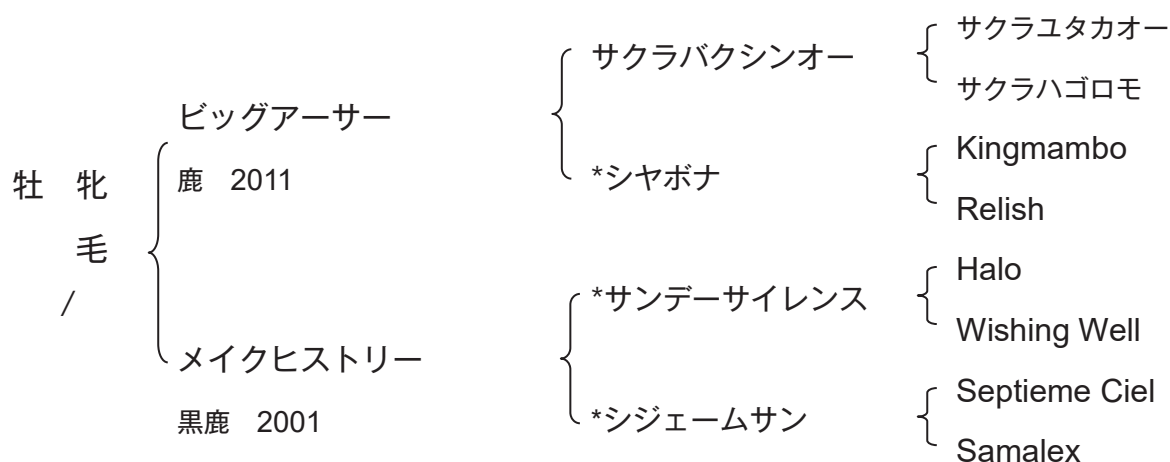 サクラユタカオー
サクラバクシンオー
サクラハゴロモ
ビッグアーサー
鹿 2011
Kingmambo
*シヤボナ
Relish
牡 牝
毛
/
Halo
*サンデーサイレンス
Wishing Well
メイクヒストリー
黒鹿 2001
Septieme Ciel
*シジェームサン
Samalex